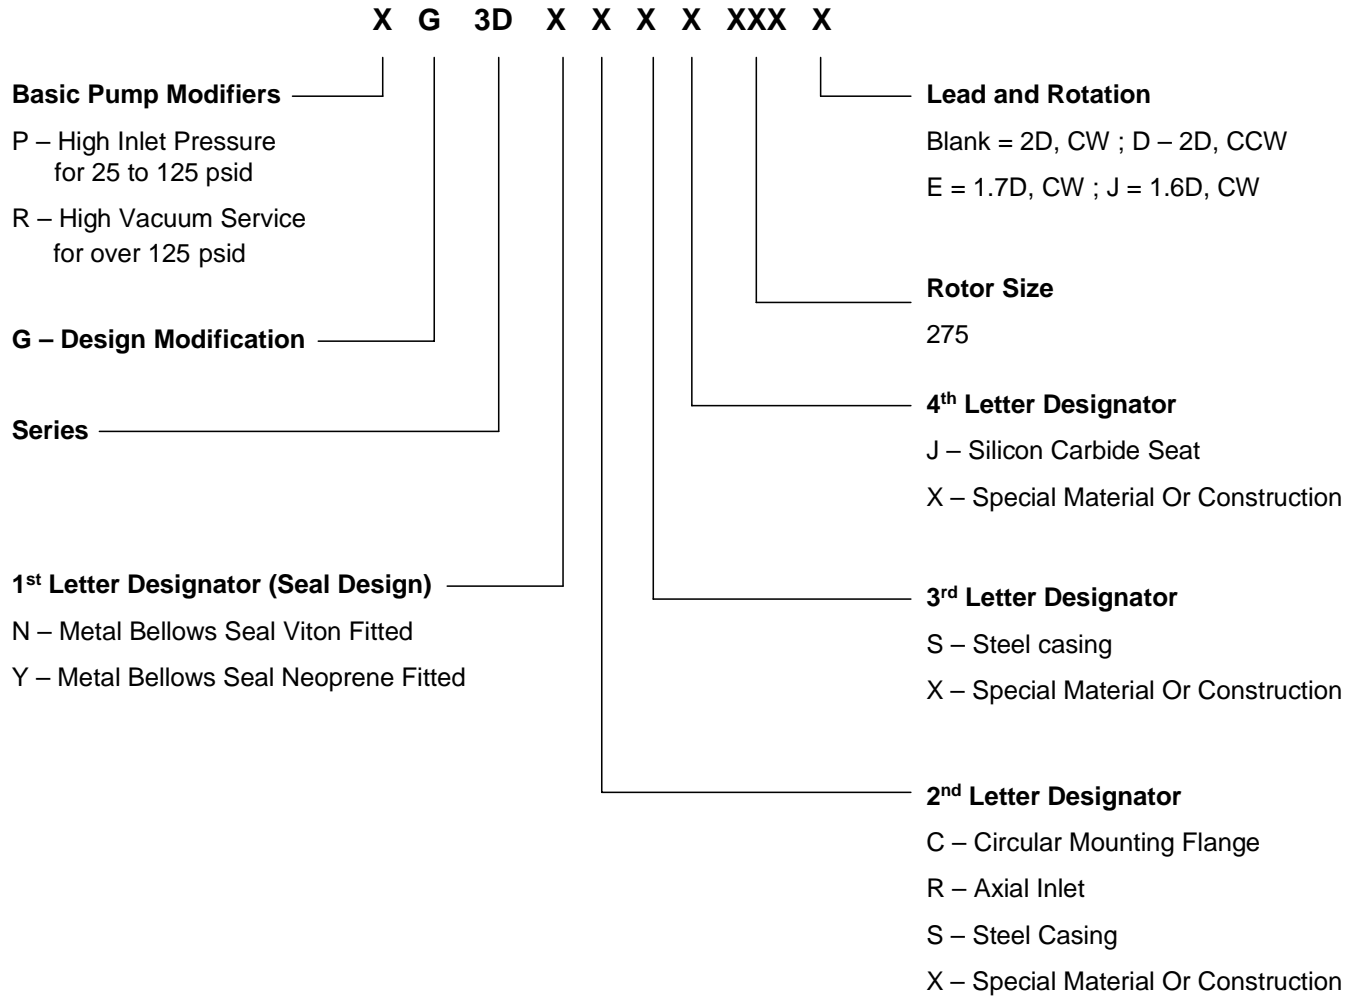 X G 3D X X X X XXX X
Basic Pump Modifiers
P – High Inlet Pressure
for 25 to 125 psid
R – High Vacuum Service
for over 125 psid
G – Design Modification
Series
1st Letter Designator (Seal Design)
N – Metal Bellows Seal Viton Fitted
Y – Metal Bellows Seal Neoprene Fitted
Lead and Rotation
Blank = 2D, CW ; D – 2D, CCW
E = 1.7D, CW ; J = 1.6D, CW
Rotor Size
275
4th Letter Designator
J – Silicon Carbide Seat
X – Special Material Or Construction
3rd Letter Designator
S – Steel casing
X – Special Material Or Construction
2nd Letter Designator
C – Circular Mounting Flange
R – Axial Inlet
S – Steel Casing
X – Special Material Or Construction